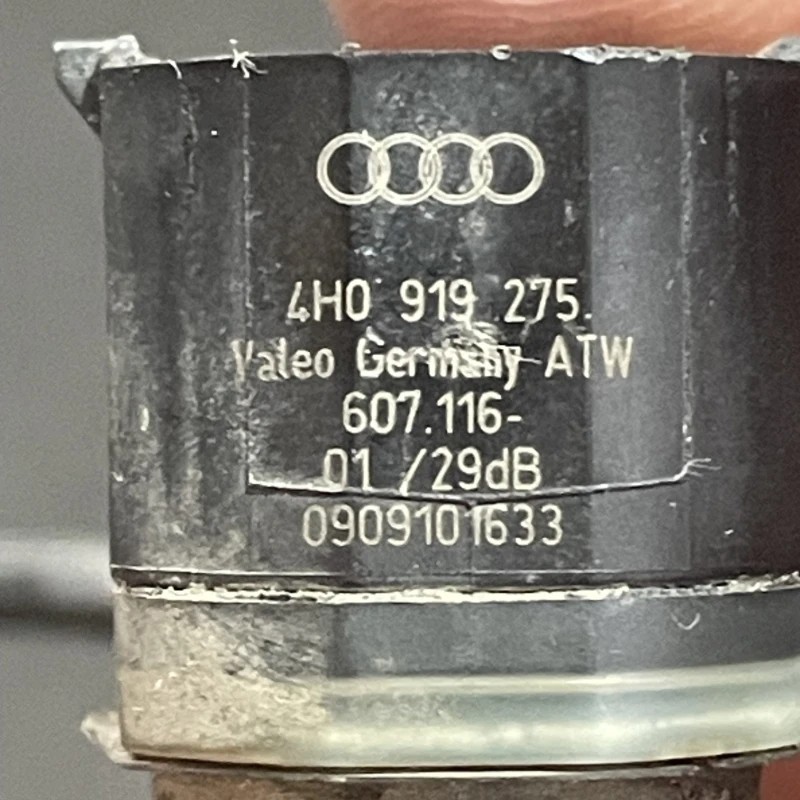 4H0 919 275.
Valeo Germany ATW
607.116-
01 /29dB
0909101633